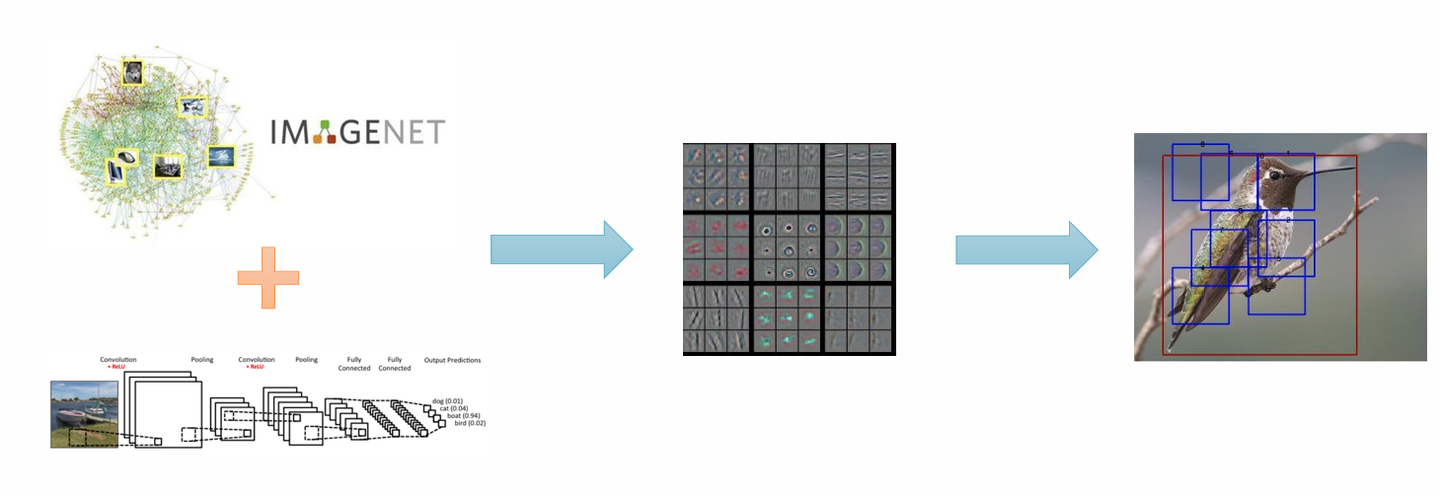 IMAGENET
Convolution Pooling Convolution Pooling Fully Fully Output Predictions
+ ReLU + ReLU Connected Connected
dog (0.01)
cat (0.04)
boat (0.94)
bird (0.02)